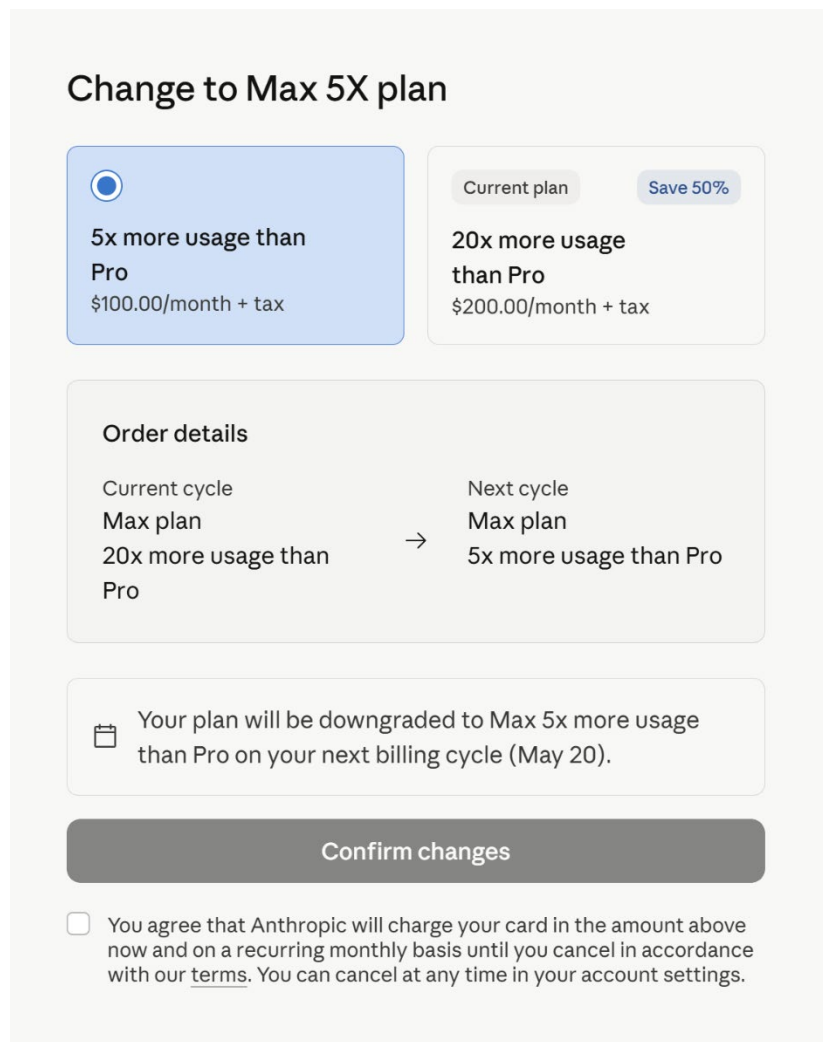 Change to Max 5X plan
5x more usage than
Pro
$100.00/month + tax
Current plan
Save 50%
20x more usage
than Pro
$200.00/month + tax
Order details
Current cycle
Max plan
20x more usage than
Pro
→
Next cycle
Max plan
5x more usage than Pro
Your plan will be downgraded to Max 5x more usage
than Pro on your next billing cycle (May 20).
Confirm changes
You agree that Anthropic will charge your card in the amount above
now and on a recurring monthly basis until you cancel in accordance
with our terms. You can cancel at any time in your account settings.